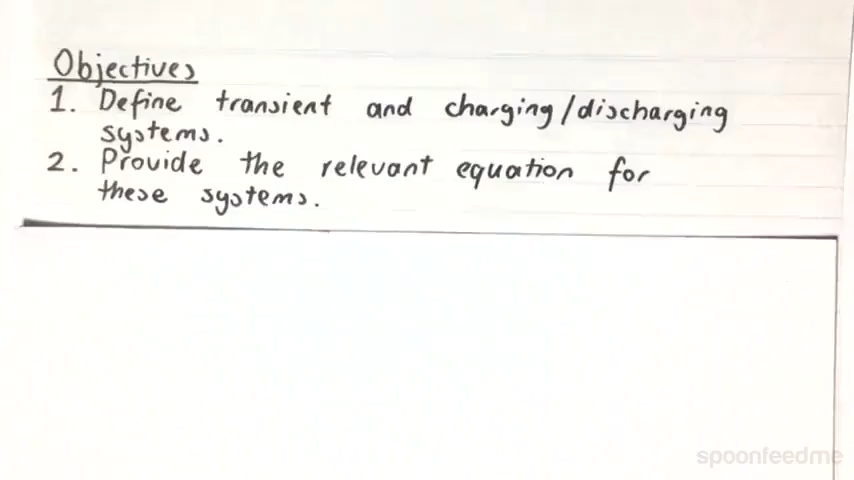 Objectives
1. Define transient and charging/discharging
systems.
2. Provide the relevant equation for
these systems.
spoonfeedme